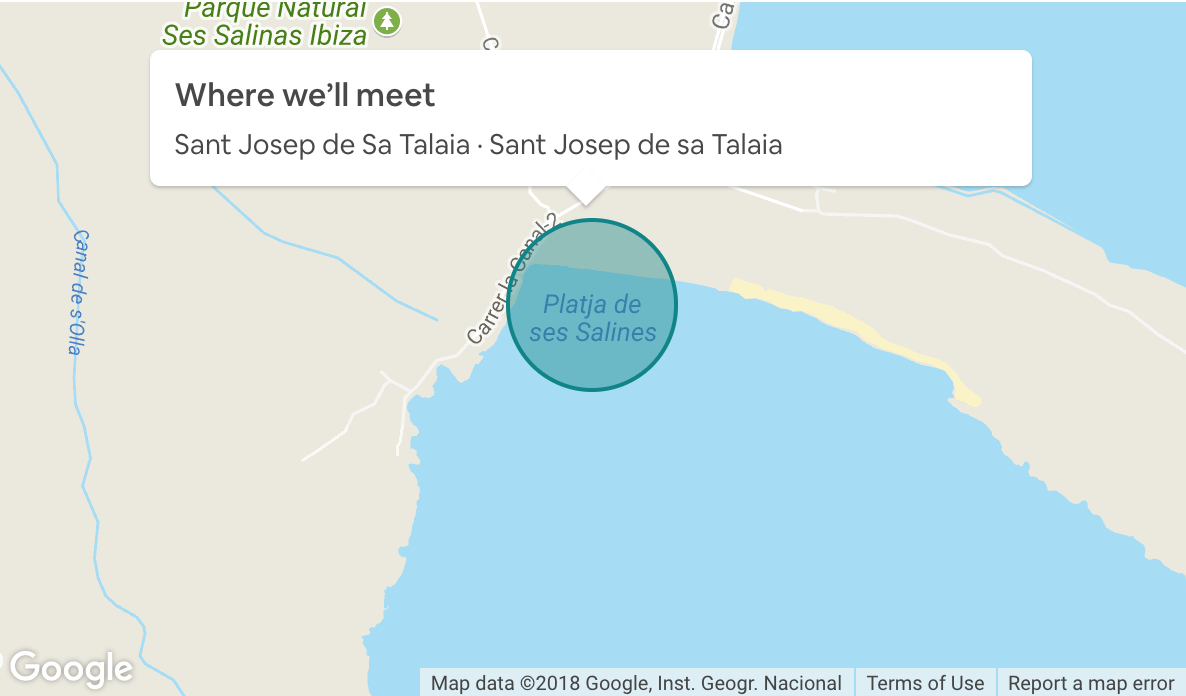 Parque Natural
Ses Salinas Ibiza
C
Ca
Where we’ll meet
Sant Josep de Sa Talaia · Sant Josep de sa Talaia
Carrer la Canal-2
Canal de s'Olla
Platja de
ses Salines
Google
Map data ©2018 Google, Inst. Geogr. Nacional
Terms of Use
Report a map error